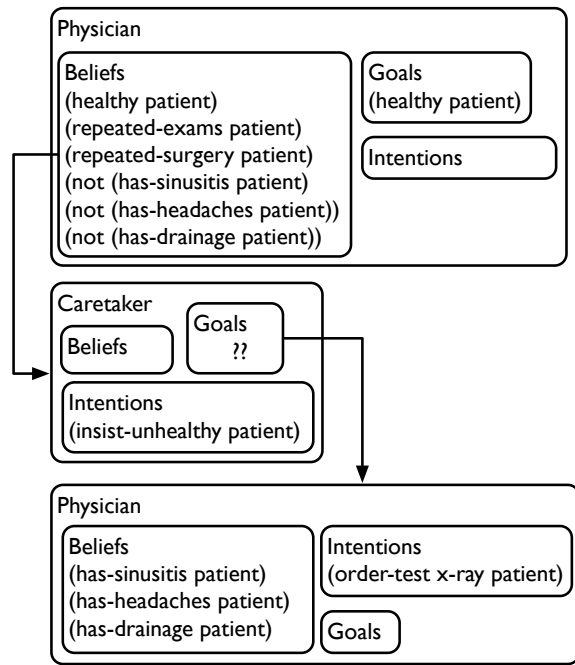 Physician
Beliefs
(healthy patient)
(repeated-exams patient)
(repeated-surgery patient)
(not (has-sinusitis patient)
(not (has-headaches patient))
(not (has-drainage patient))
Goals
(healthy patient)
Intentions
Caretaker
Beliefs
Goals
??
Intentions
(insist-unhealthy patient)
Physician
Beliefs
(has-sinusitis patient)
(has-headaches patient)
(has-drainage patient)
Intentions
(order-test x-ray patient)
Goals